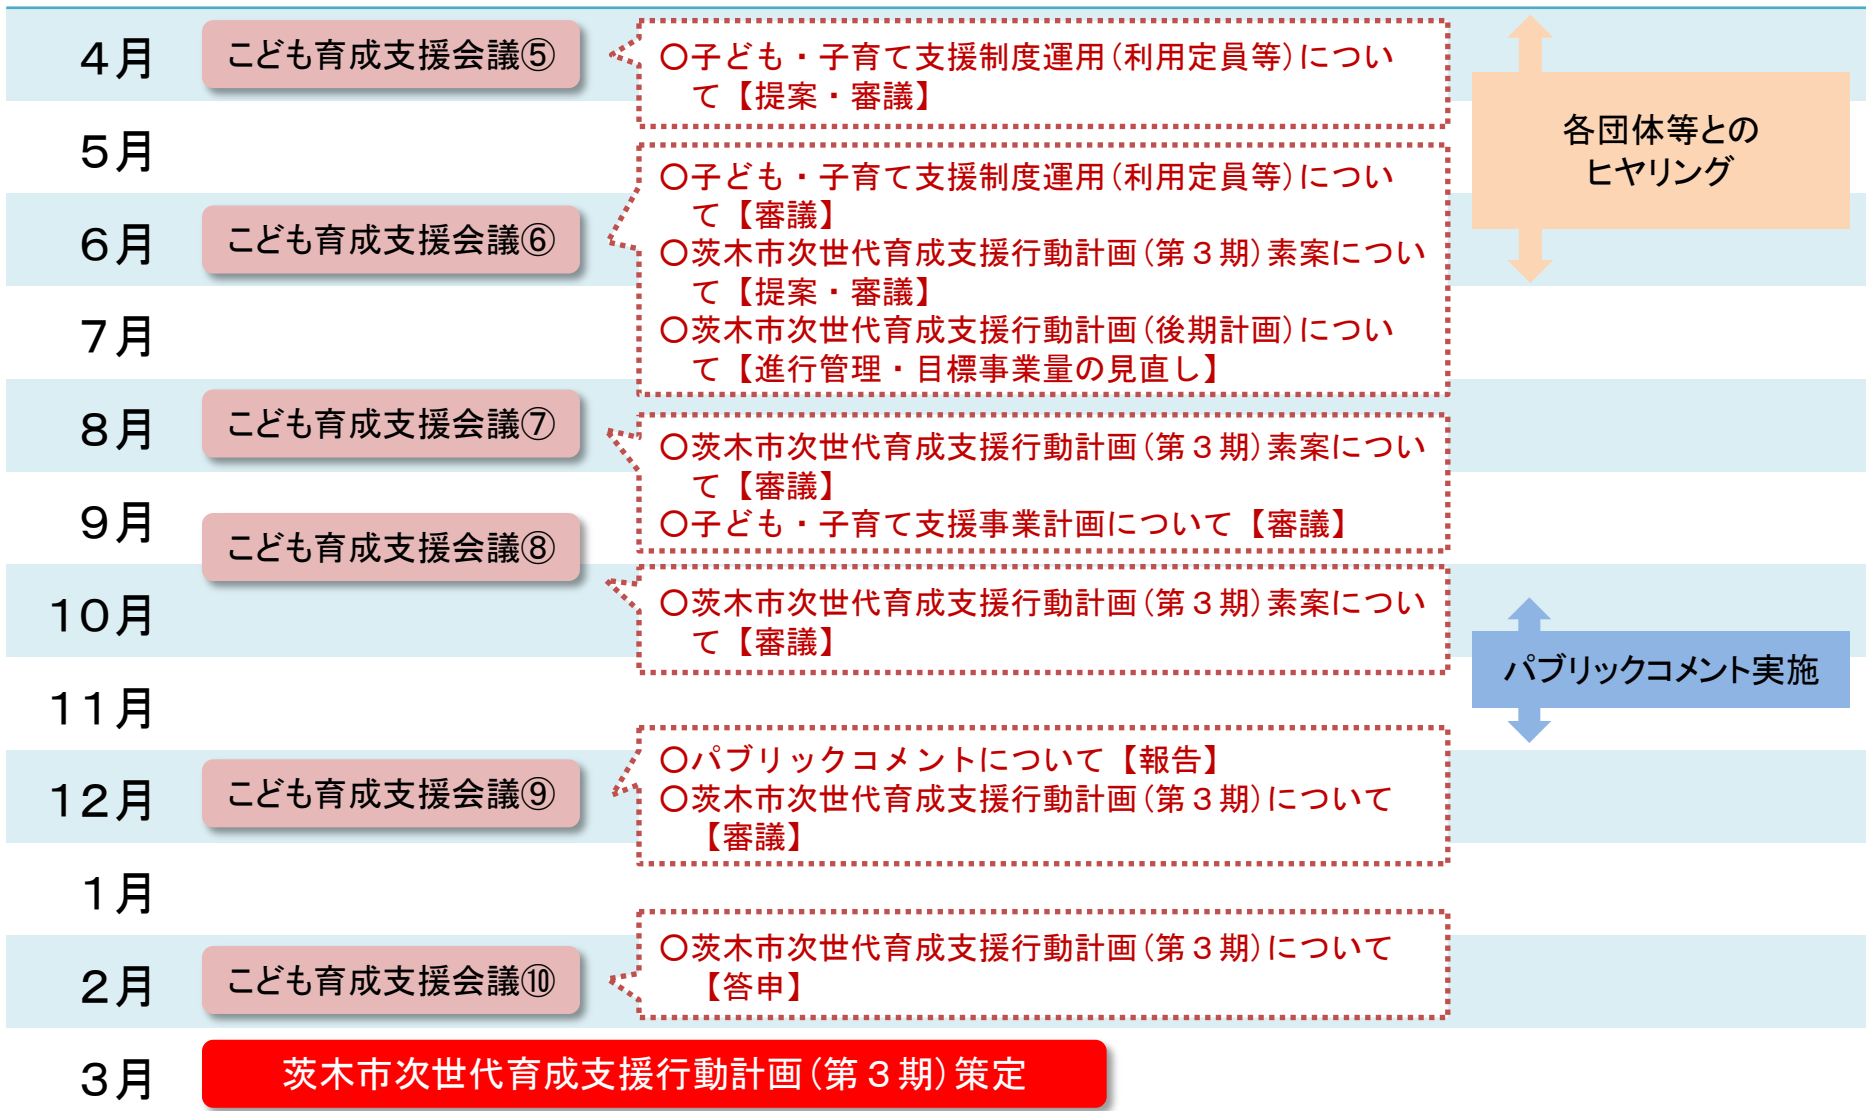 4月
こども育成支援会議⑤
〇子ども・子育て支援制度運用(利用定員等)につい
て【提案・審議】
各団体等との
ヒヤリング
5月
6月
こども育成支援会議⑥
〇子ども・子育て支援制度運用(利用定員等)につい
て【審議】
〇茨木市次世代育成支援行動計画(第3期)素案につい
て【提案・審議】
〇茨木市次世代育成支援行動計画(後期計画)につい
て【進行管理・目標事業量の見直し】
7月
8月
こども育成支援会議⑦
〇茨木市次世代育成支援行動計画(第3期)素案につい
て【審議】
〇子ども・子育て支援事業計画について【審議】
9月
こども育成支援会議⑧
〇茨木市次世代育成支援行動計画(第3期)素案につい
て【審議】
10月
パブリックコメント実施
11月
12月
こども育成支援会議⑨
〇パブリックコメントについて【報告】
〇茨木市次世代育成支援行動計画(第3期)について
【審議】
1月
2月
こども育成支援会議⑩
〇茨木市次世代育成支援行動計画(第3期)について
【答申】
3月
茨木市次世代育成支援行動計画(第3期)策定